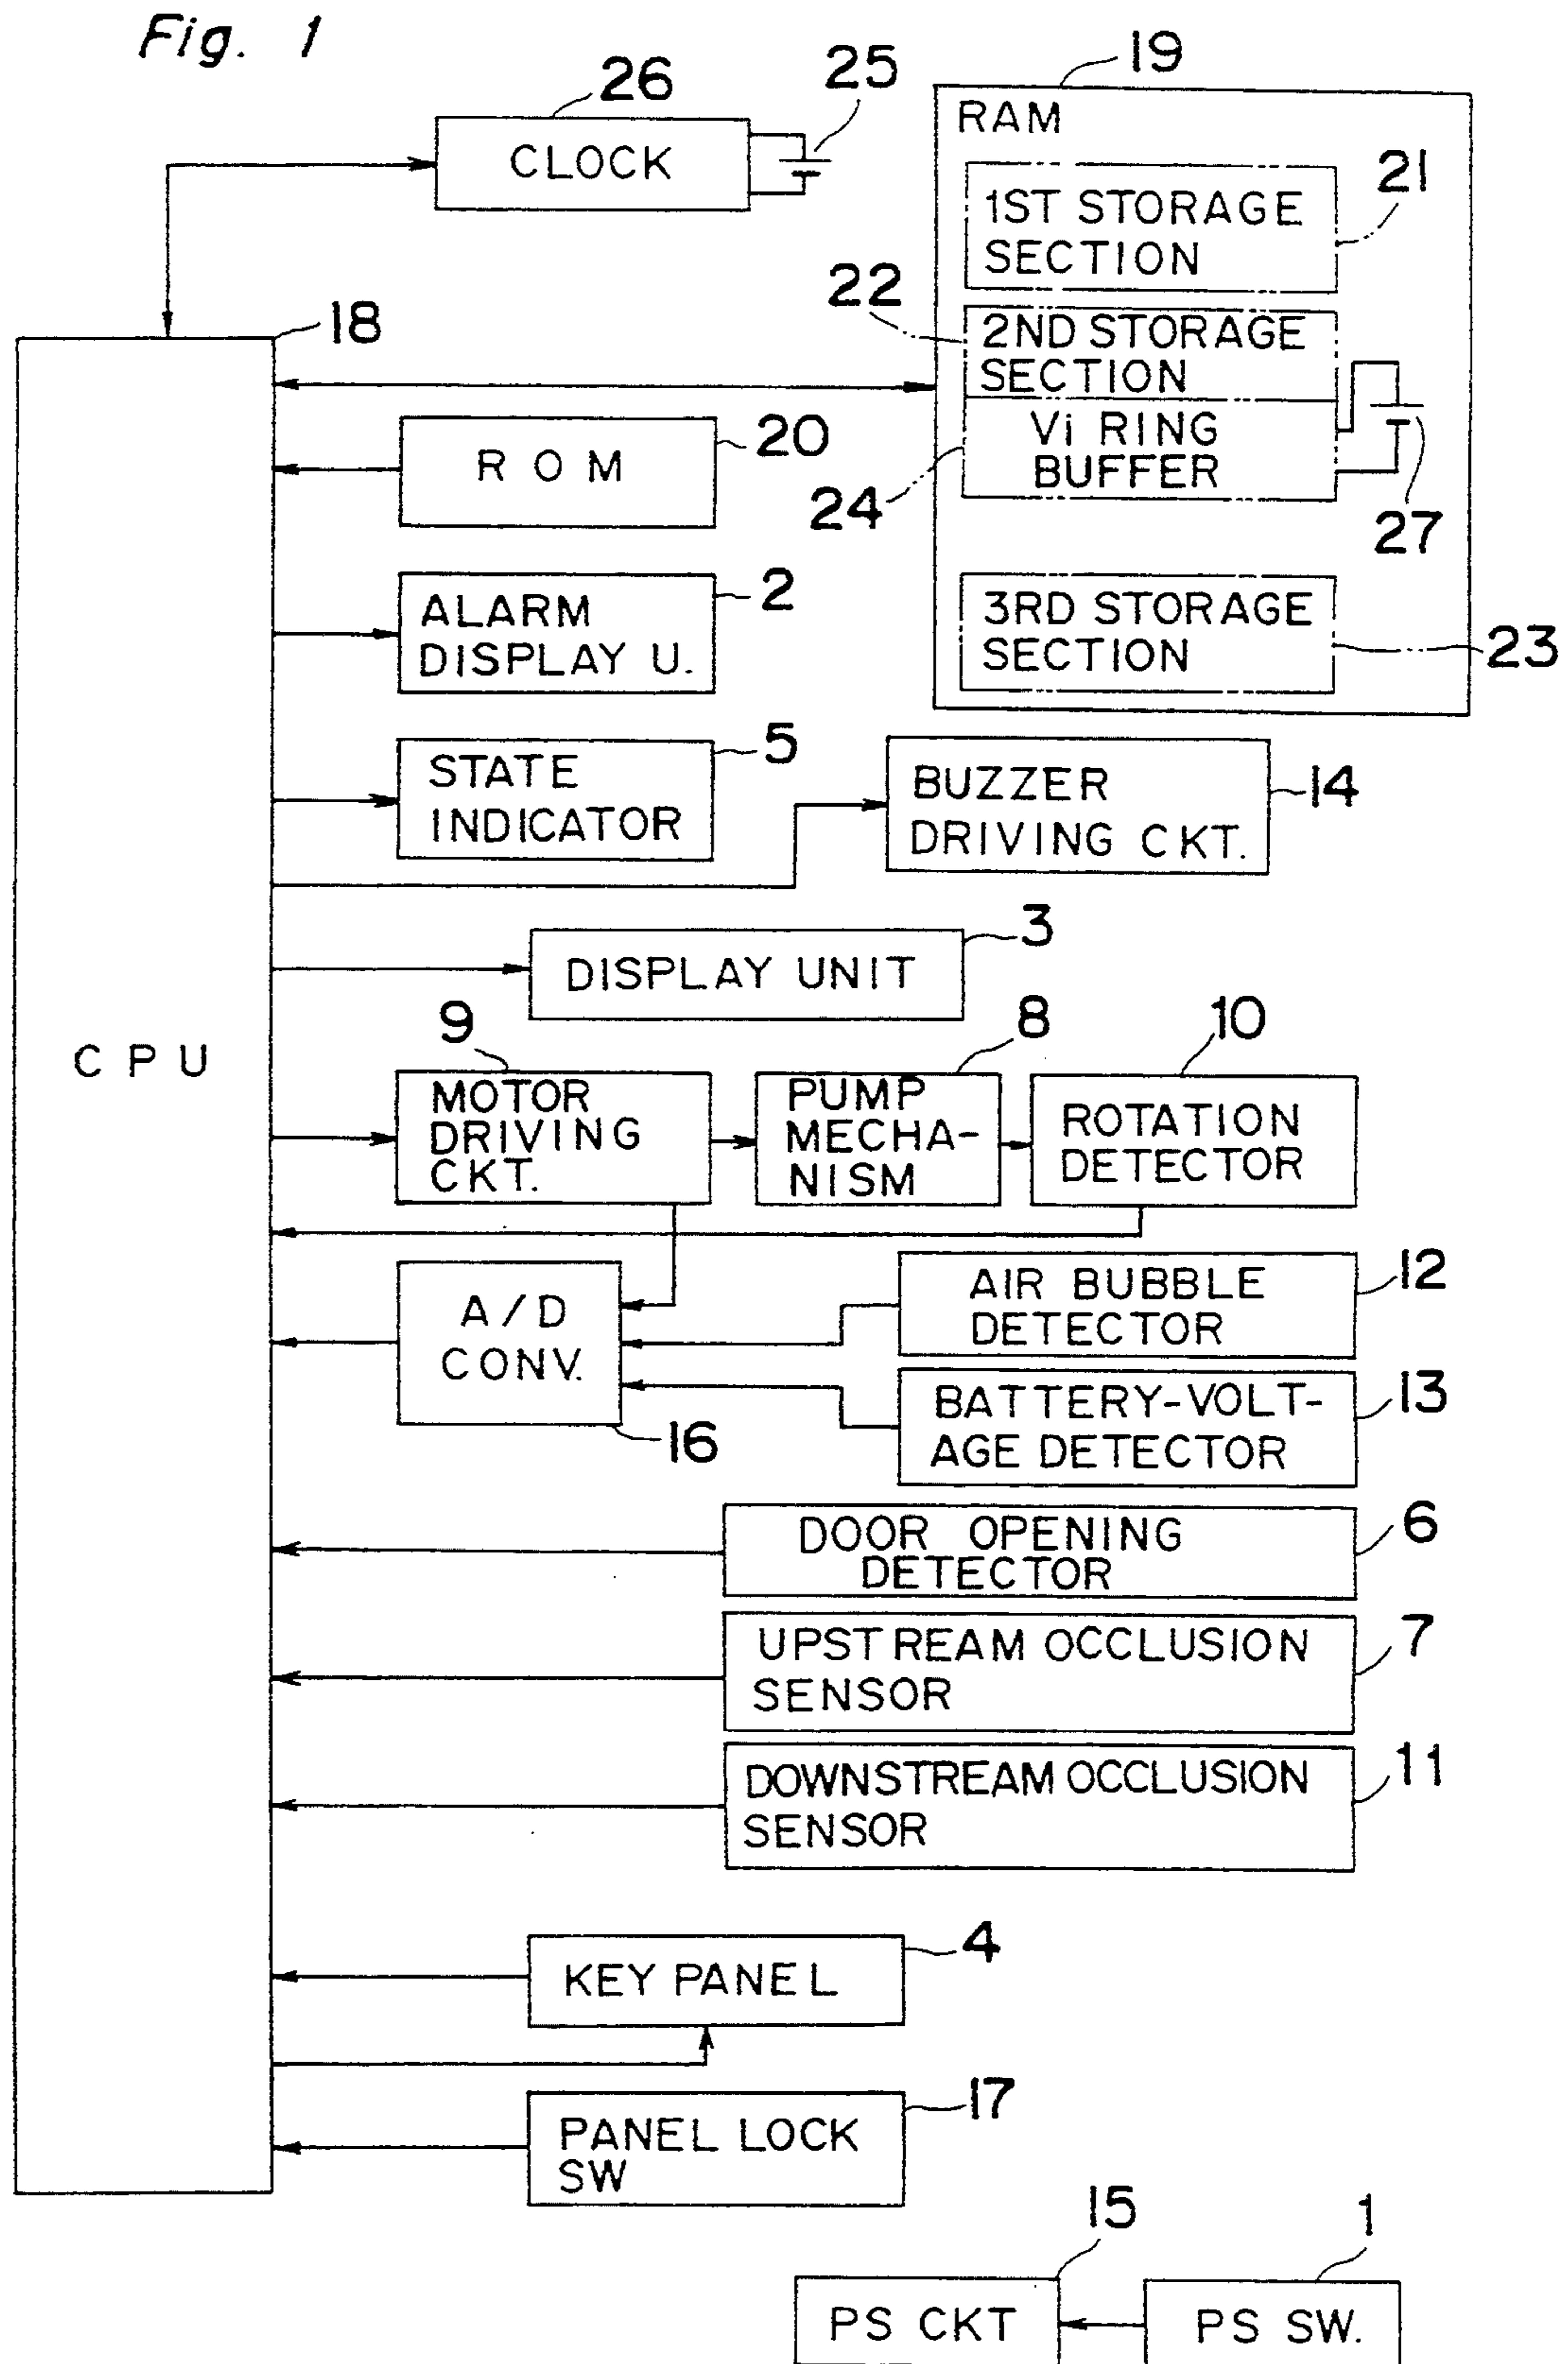 Fig. 1
26
25
19
CLOCK
RAM
21
1ST STORAGE
SECTION
22
18
2ND STORAGE
SECTION
20
ROM
Vi RING
BUFFER
24
27
2
ALARM
DISPLAY U.
3RD STORAGE
SECTION
23
5
STATE
INDICATOR
BUZZER
DRIVING CKT.
14
3
DISPLAY UNIT
CPU
9
8
10
MOTOR
DRIVING
CKT.
PUMP
MECHA-
NISM
ROTATION
DETECTOR
12
A/D
CONV.
AIR BUBBLE
DETECTOR
13
16
BATTERY-VOLT-
AGE DETECTOR
6
DOOR OPENING
DETECTOR
7
UPSTREAM OCCLUSION
SENSOR
11
DOWNSTREAM OCCLUSION
SENSOR
4
KEY PANEL
17
PANEL LOCK
SW
15
1
PS CKT
PS SW.